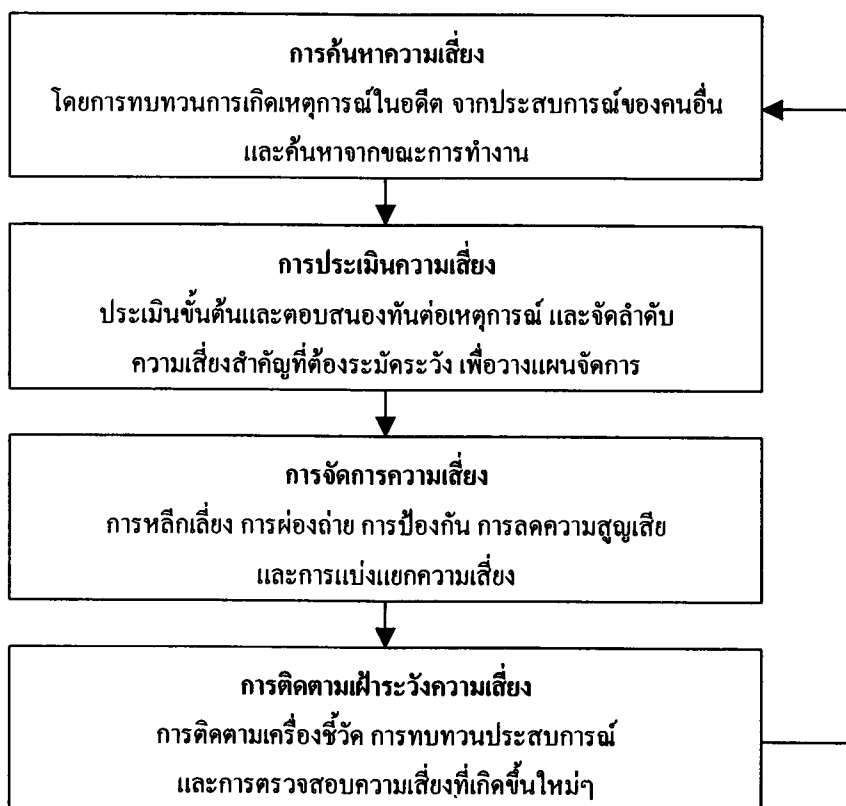 การค้นหาความเสี่ยง
โดยการทบทวนการเกิดเหตุการณ์ในอดีต จากประสบการณ์ของคนอื่น
และค้นหาจากขณะการทำงาน
การประเมินความเสี่ยง
ประเมินขั้นต้นและตอบสนองทันต่อเหตุการณ์ และจัดลำดับ
ความเสี่ยงสำคัญที่ต้องระมัดระวัง เพื่อวางแผนจัดการ
การจัดการความเสี่ยง
การหลีกเลี่ยง การผ่องถ่าย การป้องกัน การลดความสูญเสีย
และการแบ่งแยกความเสี่ยง
การติดตามเฝ้าระวังความเสี่ยง
การติดตามเครื่องชี้วัด การทบทวนประสบการณ์
และการตรวจสอบความเสี่ยงที่เกิดขึ้นใหม่ๆ